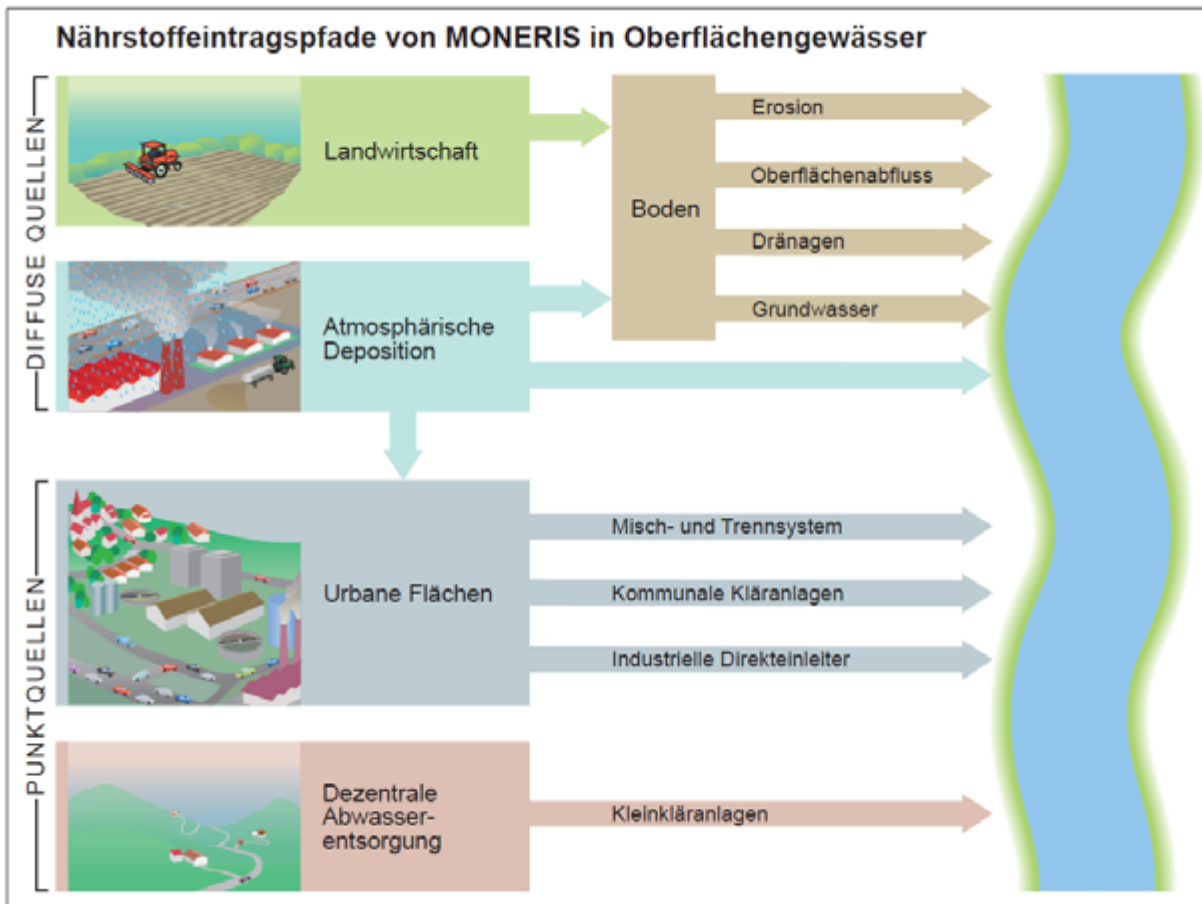 Nährstoffeintragspfade von MONERIS in Oberflächengewässer
DIFFUSE QUELLEN
Landwirtschaft
Boden
Erosion
Oberflächenabfluss
Dränagen
Grundwasser
Atmosphärische
Deposition
PUNKTQUELLEN
Urbane Flächen
Misch- und Trennsystem
Kommunale Kläranlagen
Industrielle Direkteinleiter
Dezentrale
Abwasser-
entsorgung
Kleinkläranlagen